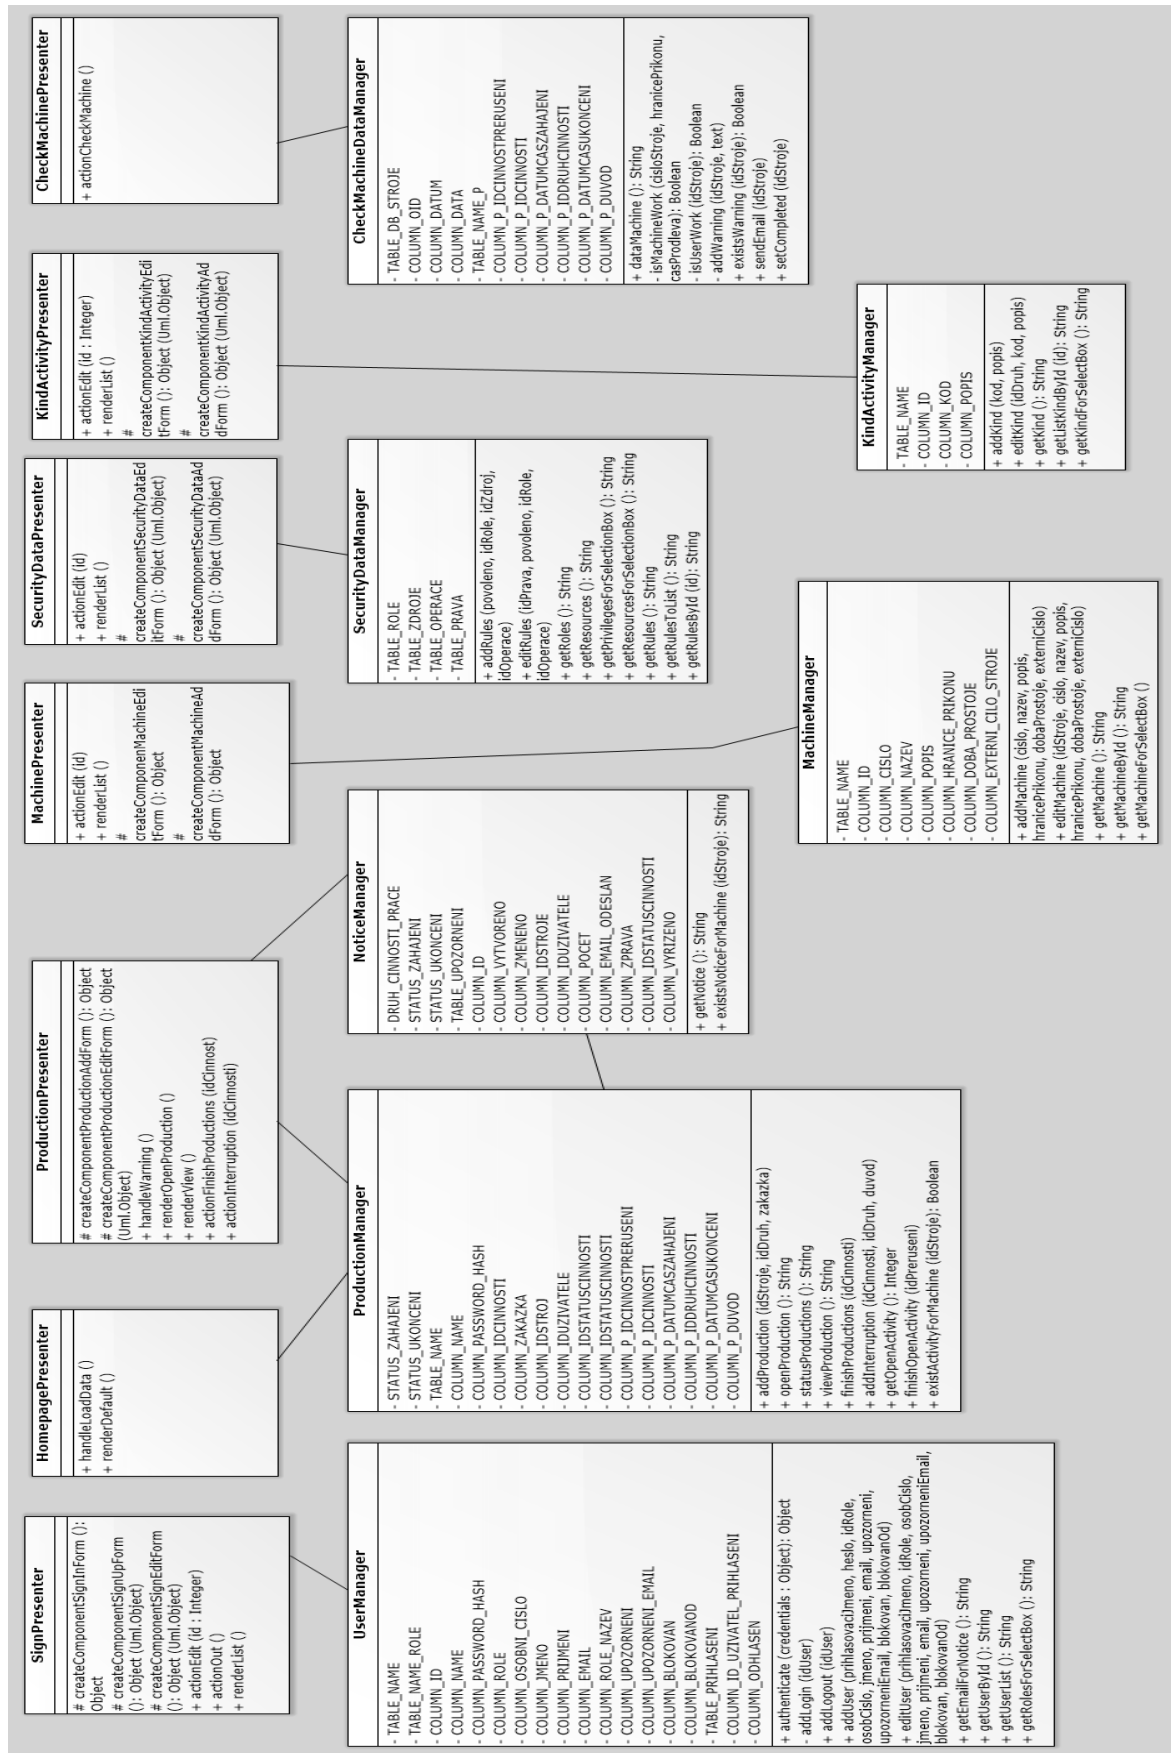 SignPresenter
# createComponentSignInForm ():
Object
# createComponentSignUpForm
(): Object (Uml.Object)
# createComponentSignEditForm
(): Object (Uml.Object)
+ actionEdit (id : Integer)
+ actionOut ()
+ renderList ()
HomepagePresenter
+ handleLoadData ()
+ renderDefault ()
ProductionPresenter
# createComponentProductionAddForm (): Object
# createComponentProductionEditForm (): Object
(Uml.Object)
+ handleWarning ()
+ renderOpenProduction ()
+ renderView ()
+ actionFinishProductions (idCinnost)
+ actionInterruption (idCinnosti)
MachinePresenter
+ actionEdit (id)
+ renderList ()
#
createComponenMachineEdi
tForm (): Object
#
createComponentMachineAd
dForm (): Object
SecurityDataPresenter
+ actionEdit (id)
+ renderList ()
#
createComponentSecurityDataEd
itForm (): Object (Uml.Object)
#
createComponentSecurityDataAd
dForm (): Object (Uml.Object)
KindActivityPresenter
+ actionEdit (id : Integer)
+ renderList ()
#
createComponentKindActivityEdi
tForm (): Object (Uml.Object)
#
createComponentKindActivityAd
dForm (): Object (Uml.Object)
CheckMachinePresenter
+ actionCheckMachine ()
UserManager
- TABLE_NAME
- TABLE_NAME_ROLE
- COLUMN_ID
- COLUMN_NAME
- COLUMN_PASSWORD_HASH
- COLUMN_ROLE
- COLUMN_OSOBNI_CISLO
- COLUMN_JMENO
- COLUMN_PRIJMENI
- COLUMN_EMAIL
- COLUMN_ROLE_NAZEV
- COLUMN_UPOZORNENI
- COLUMN_UPOZORNENI_EMAIL
- COLUMN_BLOKOVAN
- COLUMN_BLOKOVANOD
- TABLE_PRIHLASENI
- COLUMN_ID_UZIVATEL_PRIHLASENI
- COLUMN_ODHLASEN
+ authenticate (credentials : Object): Object
- addLogin (idUser)
+ addLogout (idUser)
+ addUser (prihlasovaciJmeno, heslo, idRole,
osobCislo, jmeno, prijmeni, email, upozorneni,
upozorneniEmail, blokovan, blokovanOd)
+ editUser (prihlasovaciJmeno, idRole, osobCislo,
jmeno, prijmeni, email, upozorneni, upozorneniEmail,
blokovan, blokovanOd)
+ getEmailForNotice (): String
+ getUserById (): String
+ getUserList (): String
+ getRolesForSelectBox (): String
ProductionManager
- STATUS_ZAHAJENI
- STATUS_UKONCENI
- TABLE_NAME
- COLUMN_NAME
- COLUMN_PASSWORD_HASH
- COLUMN_IDCINNOSTI
- COLUMN_ZAKAZKA
- COLUMN_IDSTROJ
- COLUMN_IDUZIVATELE
- COLUMN_IDSTATUSCINNOSTI
- COLUMN_IDSTATUSCINNOSTI
- COLUMN_P_IDCINNOSTPRERUSENI
- COLUMN_P_IDCINNOSTI
- COLUMN_P_DATUMCASZAHAJENI
- COLUMN_P_IDDRUHCINNOSTI
- COLUMN_P_DATUMCASUKONCENI
- COLUMN_P_DUVOD
+ addProduction (idStroje, idDruh, zakazka)
+ openProduction (): String
+ statusProductions (): String
+ viewProduction (): String
+ finishProductions (idCinnosti)
+ addInterruption (idCinnosti, idDruh, duvod)
+ getOpenActivity (): Integer
+ finishOpenActivity (idPreruseni)
+ existActivityForMachine (idStroje): Boolean
NoticeManager
- DRUH_CINNOSTI_PRACE
- STATUS_ZAHAJENI
- STATUS_UKONCENI
- TABLE_UPOZORNENI
- COLUMN_ID
- COLUMN_VYTVORENO
- COLUMN_ZMENENO
- COLUMN_IDSTROJE
- COLUMN_IDUZIVATELE
- COLUMN_POCET
- COLUMN_EMAIL_ODESLAN
- COLUMN_ZPRAVA
- COLUMN_IDSTATUSCINNOSTI
- COLUMN_VYRIZENO
+ getNotice (): String
+ existsNoticeForMachine (idStroje): String
SecurityDataManager
- TABLE_ROLE
- TABLE_ZDROJE
- TABLE_OPERACE
- TABLE_PRAVA
+ addRules (povoleno, idRole, idZdroj,
idOperace)
+ editRules (idPrava, povoleno, idRole,
idOperace)
+ getRoles (): String
+ getResources (): String
+ getPrivilegesForSelectionBox (): String
+ getResourcesForSelectionBox (): String
+ getRules (): String
+ getRulesToList (): String
+ getRulesById (id): String
CheckMachineDataManager
- TABLE_DB_STROJE
- COLUMN_OID
- COLUMN_DATUM
- COLUMN_DATA
- TABLE_NAME_P
- COLUMN_P_IDCINNOSTPRERUSENI
- COLUMN_P_IDCINNOSTI
- COLUMN_P_DATUMCASZAHAJENI
- COLUMN_P_IDDRUHCINNOSTI
- COLUMN_P_DATUMCASUKONCENI
- COLUMN_P_DUVOD
+ dataMachine (): String
- isMachineWork (cisloStroje, hranicePrikonu,
casProdleva): Boolean
- isUserWork (idStroje): Boolean
- addWarning (idStroje, text)
+ existsWarning (idStroje): Boolean
+ sendEmail (idStroje)
+ setCompleted (idStroje)
MachineManager
- TABLE_NAME
- COLUMN_ID
- COLUMN_CISLO
- COLUMN_NAZEV
- COLUMN_POPIS
- COLUMN_HRANICE_PRIKONU
- COLUMN_DOBA_PROSTOJE
- COLUMN_EXTERNI_CILO_STROJE
+ addMachine (cislo, nazev, popis,
hranicePrikonu, dobaProstoje, externiCislo)
+ editMachine (idStroje, cislo, nazev, popis,
hranicePrikonu, dobaProstoje, externiCislo)
+ getMachine (): String
+ getMachineById (): String
+ getMachineForSelectBox ()
KindActivityManager
- TABLE_NAME
- COLUMN_ID
- COLUMN_KOD
- COLUMN_POPIS
+ addKind (kod, popis)
+ editKind (idDruh, kod, popis)
+ getKind (): String
+ getListKindById (id): String
+ getKindForSelectBox (): String